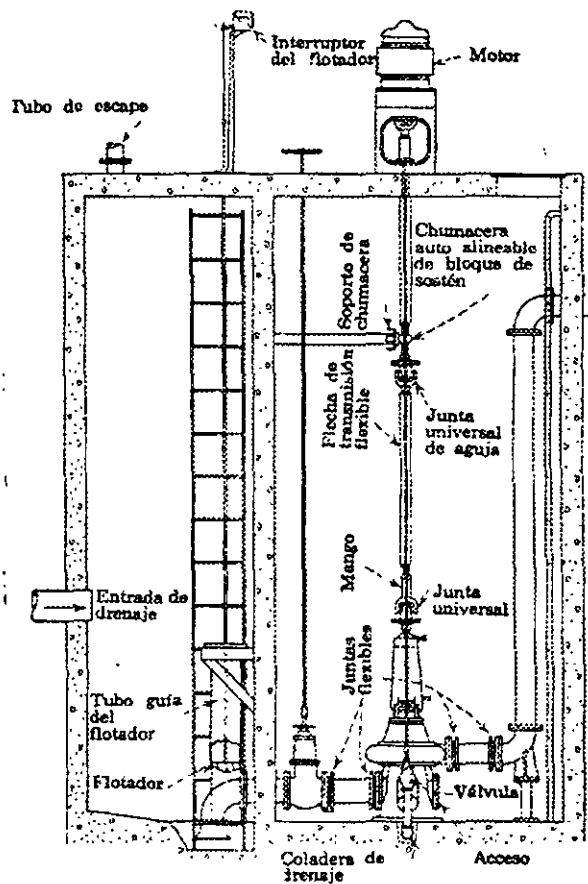 Interruptor
del flotador
Motor
Tubo de escape
Chumacera
auto alineable
de bloque de
sostén
Soporto de
chumacera
Flecha de
transmisión
flexible
Junta
universal
de aguja
Mango
Junta
universal
Entrada de
drenaje
Juntas
flexibles
Tubo guía
del
flotador
Flotador
Válvula
Coladera de
drenaje
Acceso